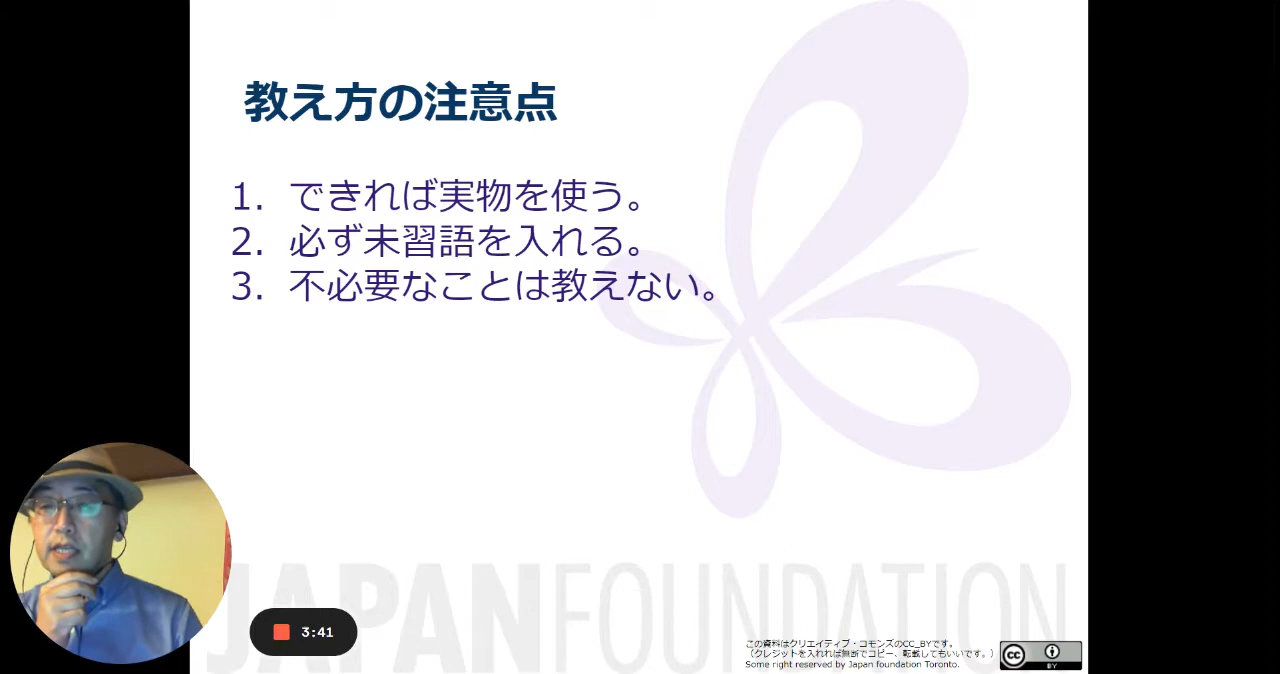 教え方の注意点
1. できれば実物を使う。
2. 必ず未習語を入れる。
3. 不必要なことは教えない。
JAPAN FOUNDATION
3:41
この資料はクリエイティブ・コモンズのCC_BYです。
（クレジットを入れれば無断でコピー、転載してもいいです。）
Some right reserved by Japan foundation Toronto.
cc
BY